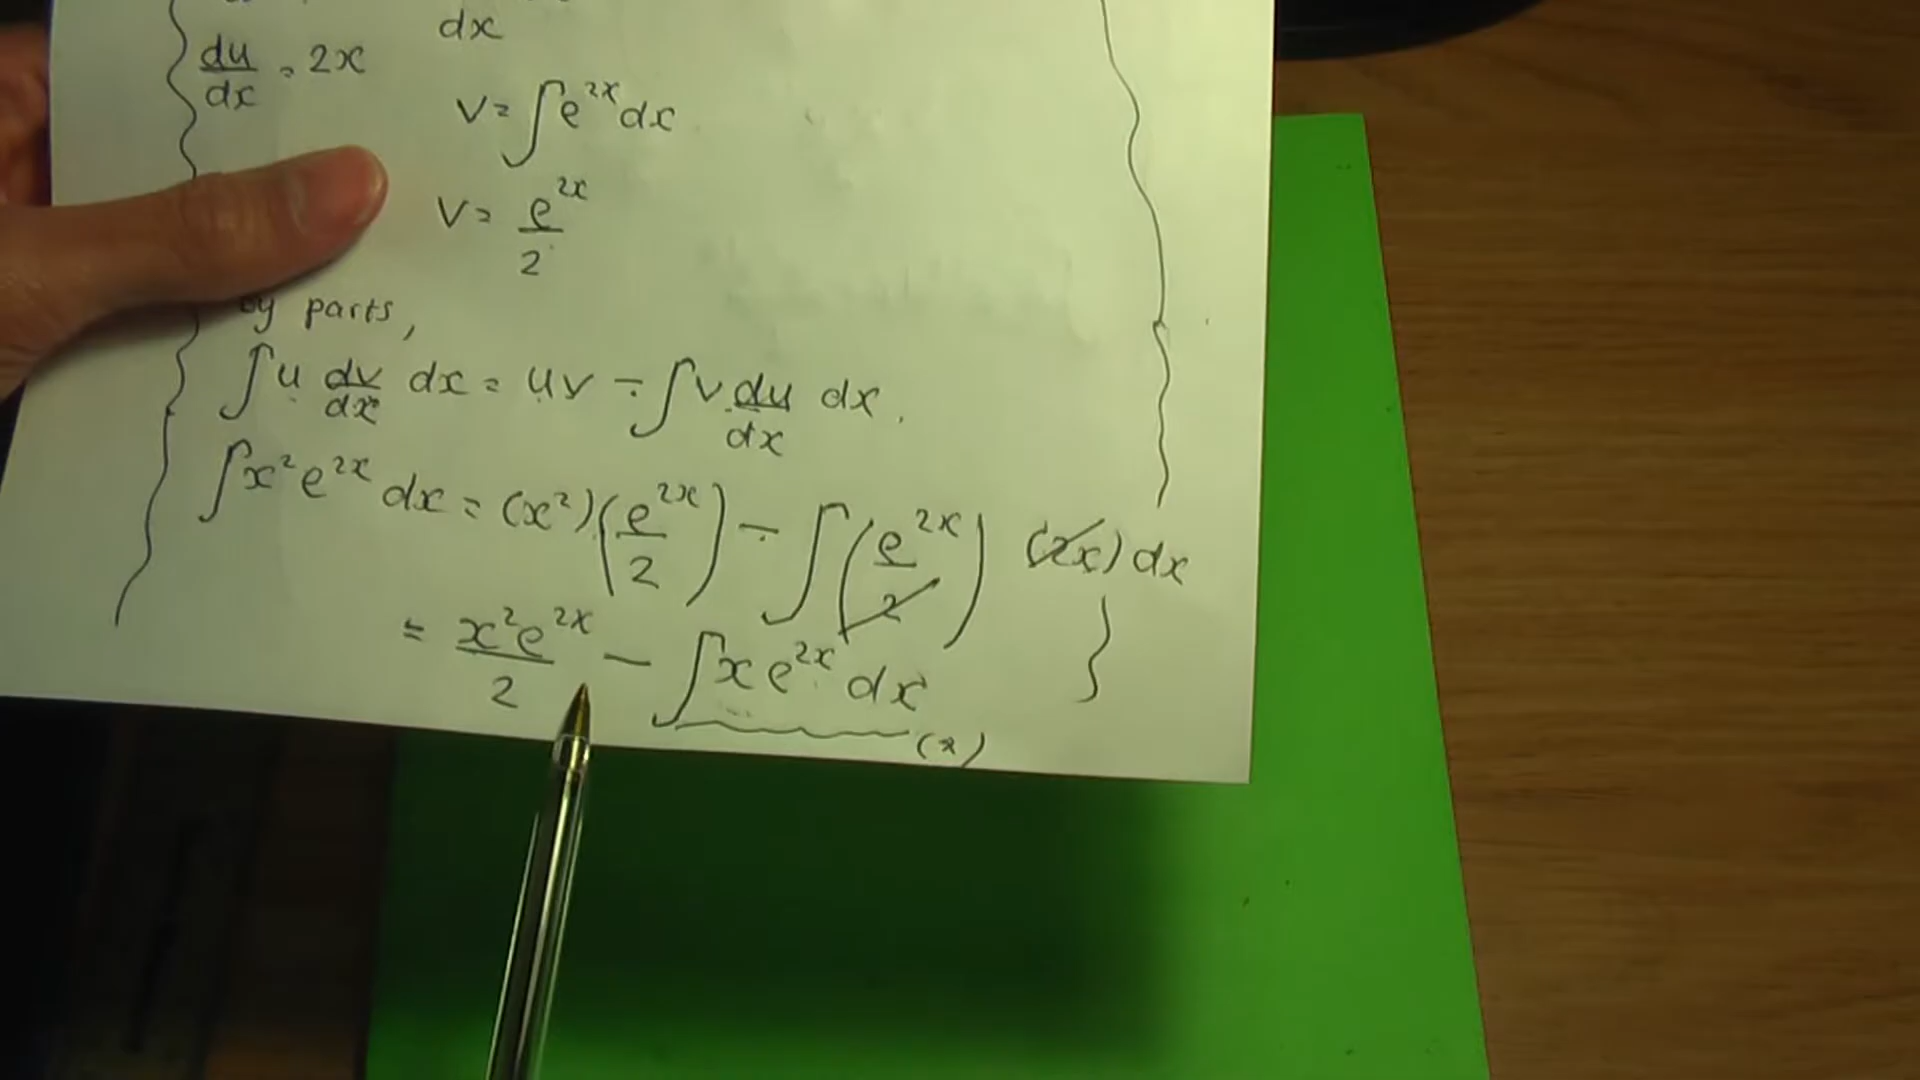 dx
du/dx = 2x
v = ∫e^{2x} dx
v = e^{2x}/2
by parts,
∫u dv/dx dx = uv - ∫v du/dx dx.
∫x²e^{2x} dx = (x²)(e^{2x}/2) - ∫(e^{2x}/2)(2x) dx
= x²e^{2x}/2 - ∫xe^{2x} dx
(*)